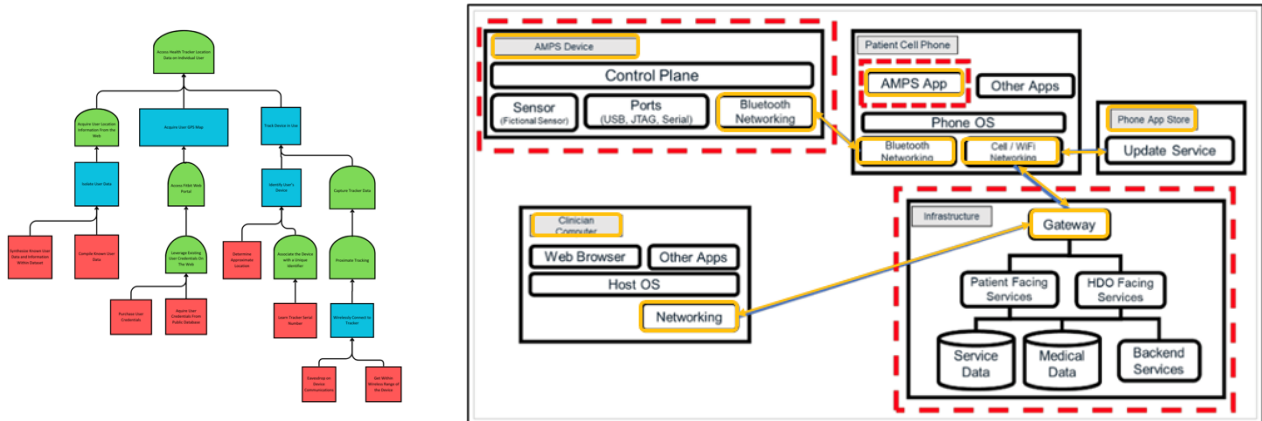 Access Health Tracker Location
Data on Individual User
Acquire User Location
Information From the
Web
Acquire User GPS Map
Track Device in Use
Isolate User Data
Access
Web
Portal
Identify User's
Device
Capture Tracker Data
Synthesize Known User
Data and Information
Within Dataset
Compile Known User
Data
Leverage Existing
User Credentials On
The Web
Determine
Approximate
Location
Associate the Device
with a Unique
Identifier
Proximate Tracking
Purchase User
Credentials
Acquire User
Credentials From
Public Database
Learn Tracker Serial
Number
Wirelessly Connect to
Tracker
Eavesdrop on
Device
Communications
Get Within
Wireless Range of
the Device
AMPS Device
Control Plane
Sensor
(Fictional Sensor)
Ports
(USB, JTAG, Serial)
Bluetooth
Networking
Patient Cell Phone
AMPS App
Other Apps
Phone OS
Bluetooth
Networking
Cell / WiFi
Networking
Phone App Store
Update Service
Clinician
Computer
Web Browser
Other Apps
Host OS
Networking
Infrastructure
Gateway
Patient Facing
Services
HDO Facing
Services
Service
Data
Medical
Data
Backend
Services